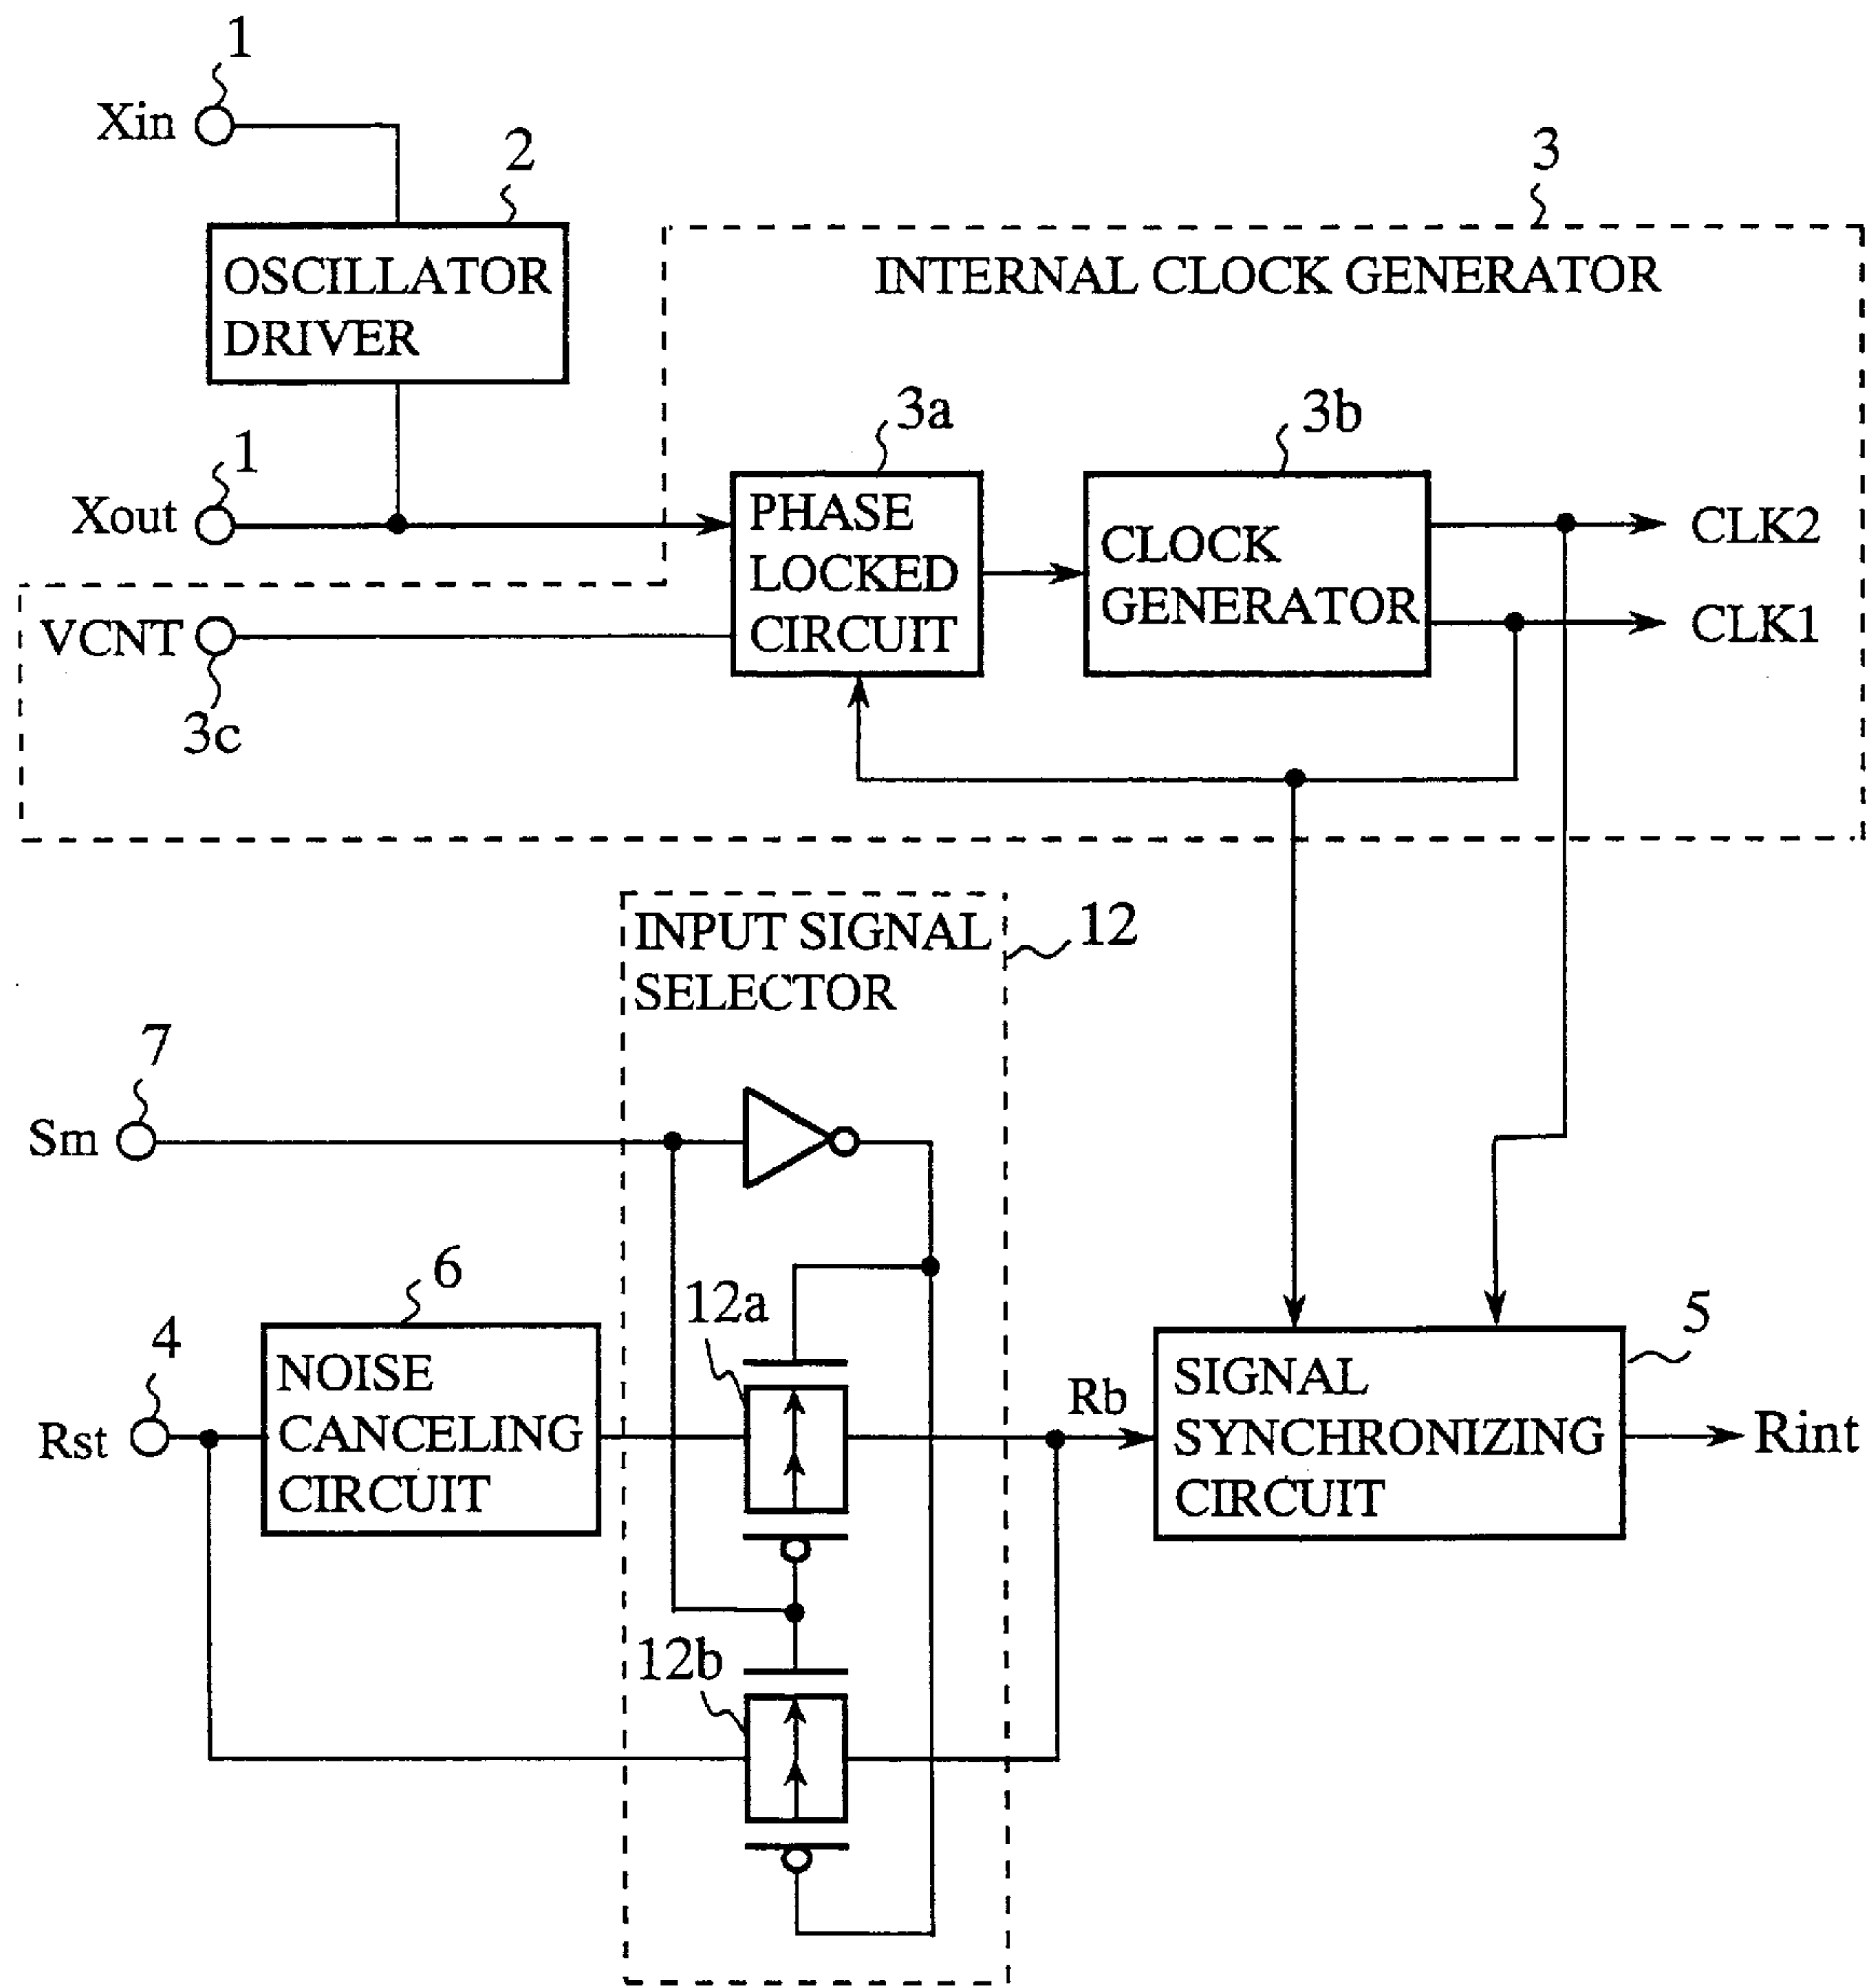 1
Xin
2
3
OSCILLATOR
DRIVER
INTERNAL CLOCK GENERATOR
1
3a
3b
Xout
PHASE
LOCKED
CIRCUIT
CLOCK
GENERATOR
CLK2
CLK1
VCNT
3c
INPUT SIGNAL
SELECTOR
12
7
Sm
6
12a
4
5
NOISE
CANCELING
CIRCUIT
Rst
Rb
SIGNAL
SYNCHRONIZING
CIRCUIT
Rint
12b